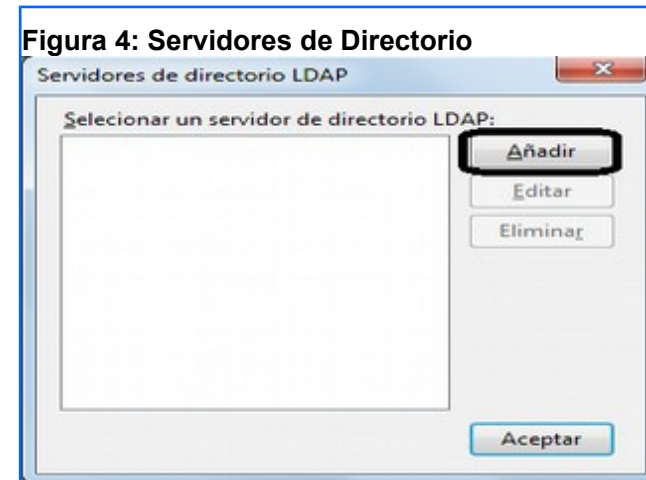 Figura 4: Servidores de Directorio
Servidores de directorio LDAP
Selecionar un servidor de directorio LDAP:
Añadir
Editar
Eliminar
Aceptar